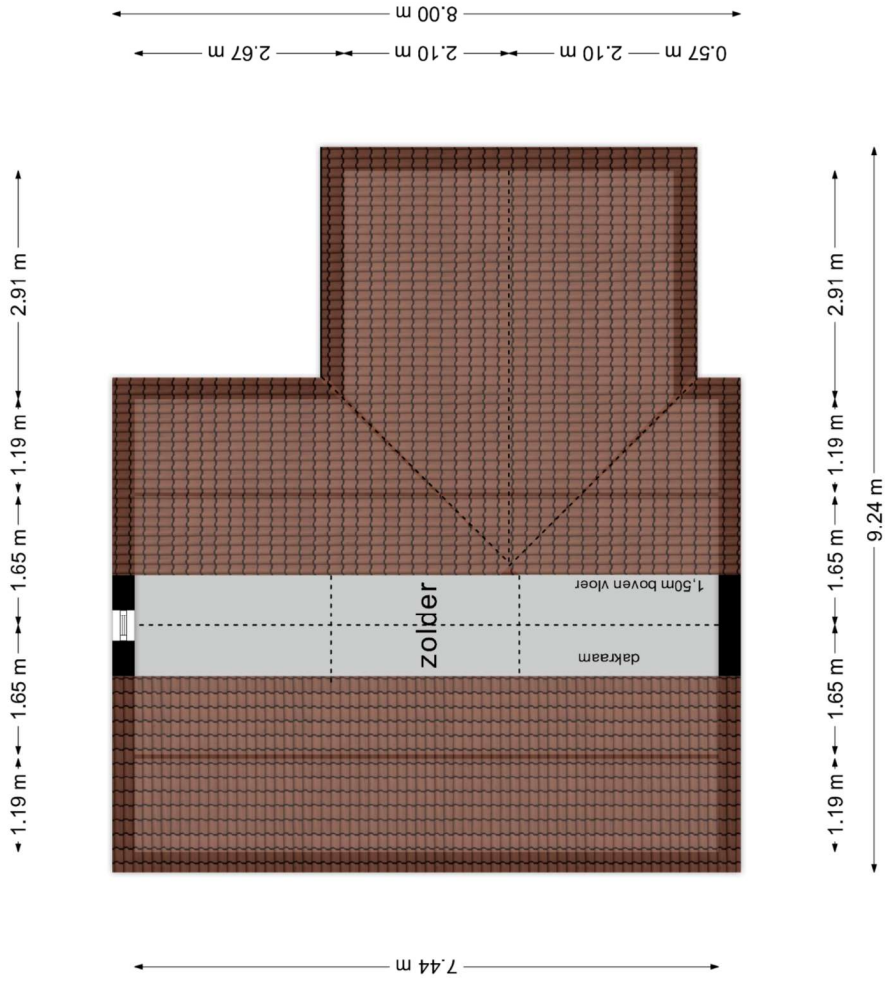 8.00 m
2.67 m
2.10 m
2.10 m
0.57 m
2.91 m
1.19 m
1.65 m
1.65 m
1.19 m
2.91 m
1.19 m
1.65 m
1.65 m
1.19 m
9.24 m
1,50m boven vloer
zolder
dakraam
7.44 m